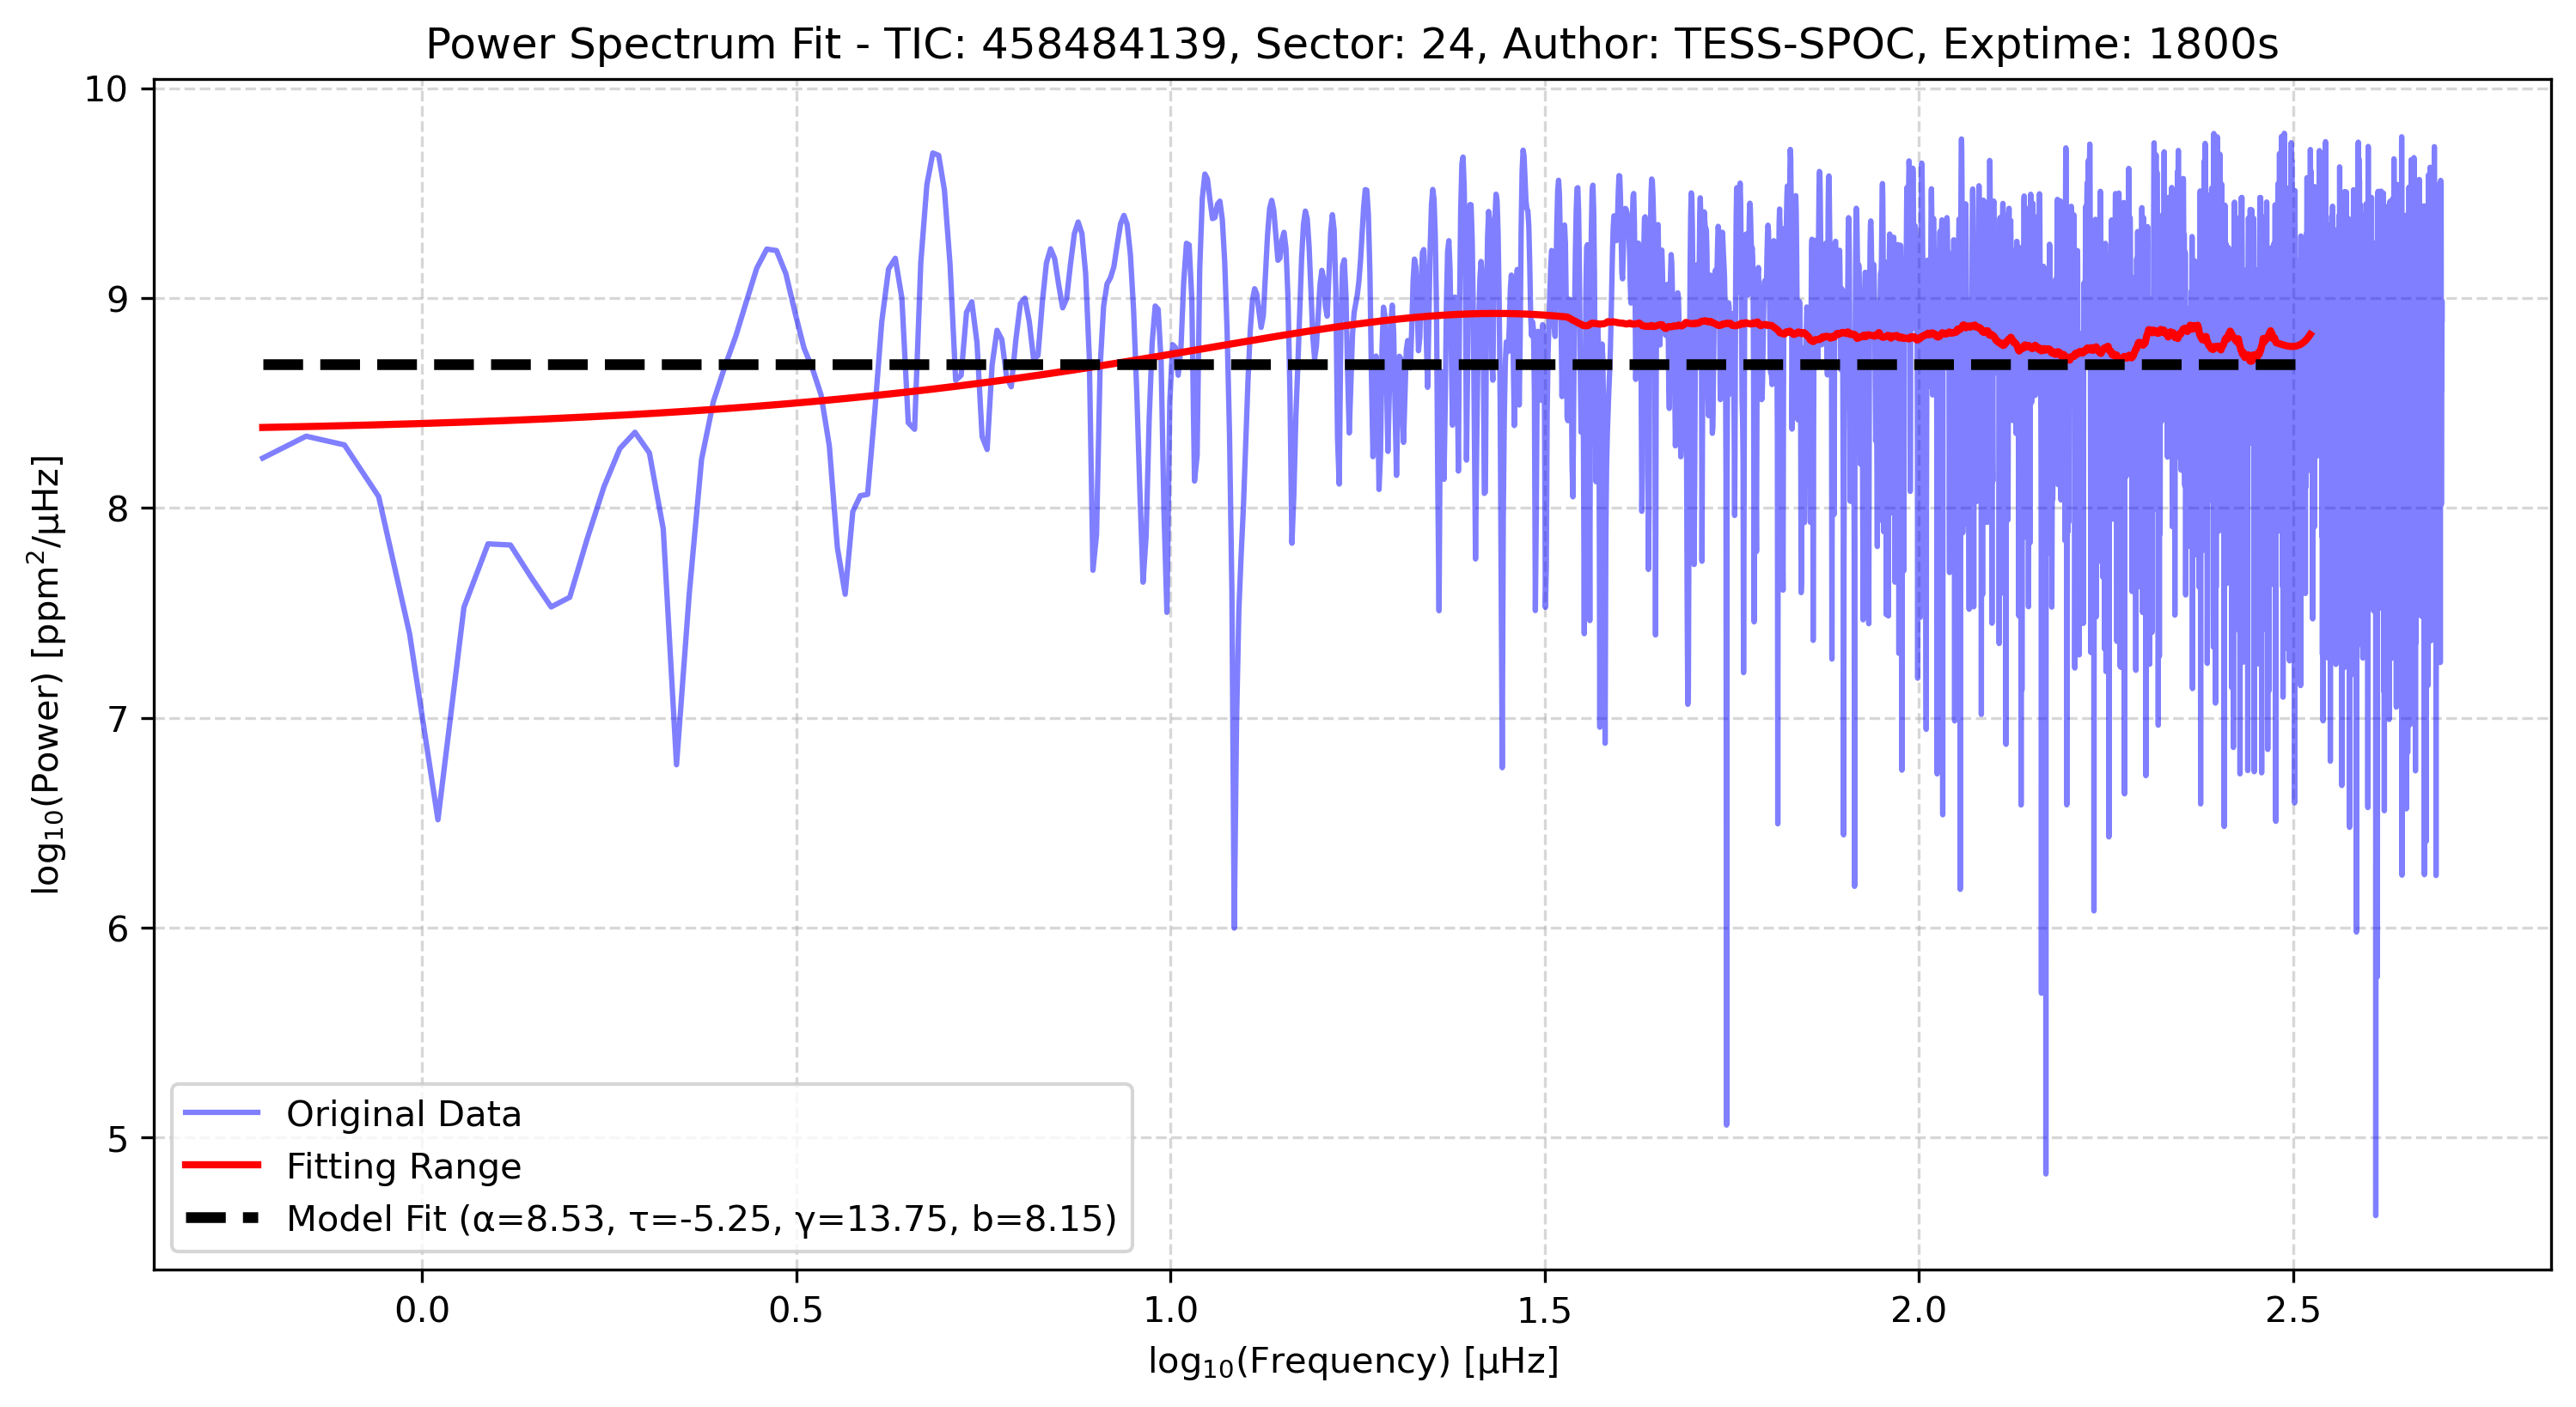 Power Spectrum Fit - TIC: 458484139, Sector: 24, Author: TESS-SPOC, Exptime: 1800s
log₁₀(Power) [ppm²/μHz]
10
9
8
7
6
5
Original Data
Fitting Range
Model Fit (α=8.53, τ=-5.25, γ=13.75, b=8.15)
0.0 0.5 1.0 1.5 2.0 2.5
log₁₀(Frequency) [μHz]